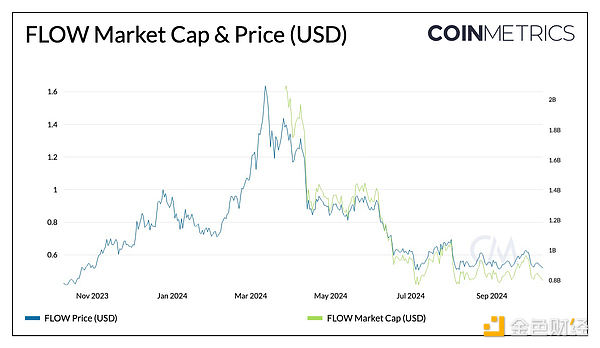 FLOW Market Cap & Price (USD)
COINMETRICS
1.6
1.4
1.2
1
0.8
0.6
2B
1.8B
1.4B
1.2B
1B
0.8B
CM
Nov 2023 Jan 2024 Mar 2024 May 2024 Jul 2024 Sep 2024
FLOW Price (USD) FLOW Market Cap (USD)
金色财经